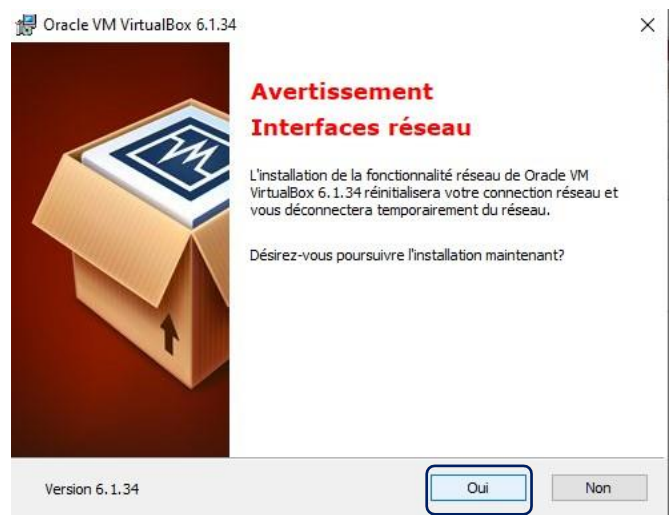 Oracle VM VirtualBox 6.1.34
Avertissement
Interfaces réseau
L'installation de la fonctionnalité réseau de Oracle VM
VirtualBox 6.1.34 réinitialisera votre connection réseau et
vous déconnectera temporairement du réseau.
Désirez-vous poursuivre l'installation maintenant?
Version 6.1.34
Oui
Non